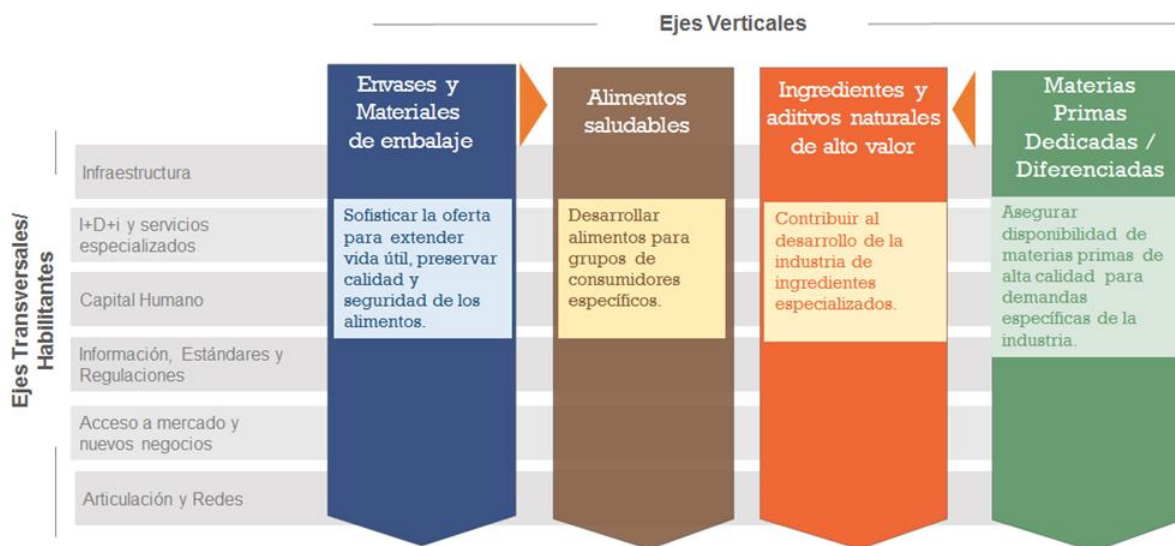 Ejes Verticales
Envases y
Materiales
de embalaje
Alimentos
saludables
Ingredientes y
aditivos naturales
de alto valor
Materias
Primas
Dedicadas /
Diferenciadas
Ejes Transversales/
Habilitantes
Infraestructura
I+D+i y servicios
especializados
Capital Humano
Información, Estándares y
Regulaciones
Acceso a mercado y
nuevos negocios
Articulación y Redes
Sofisticar la oferta
para extender
vida útil, preservar
calidad y
seguridad de los
alimentos.
Desarrollar
alimentos para
grupos de
consumidores
específicos.
Contribuir al
desarrollo de la
industria de
ingredientes
especializados.
Asegurar
disponibilidad de
materias primas de
alta calidad para
demandas
específicas de la
industria.